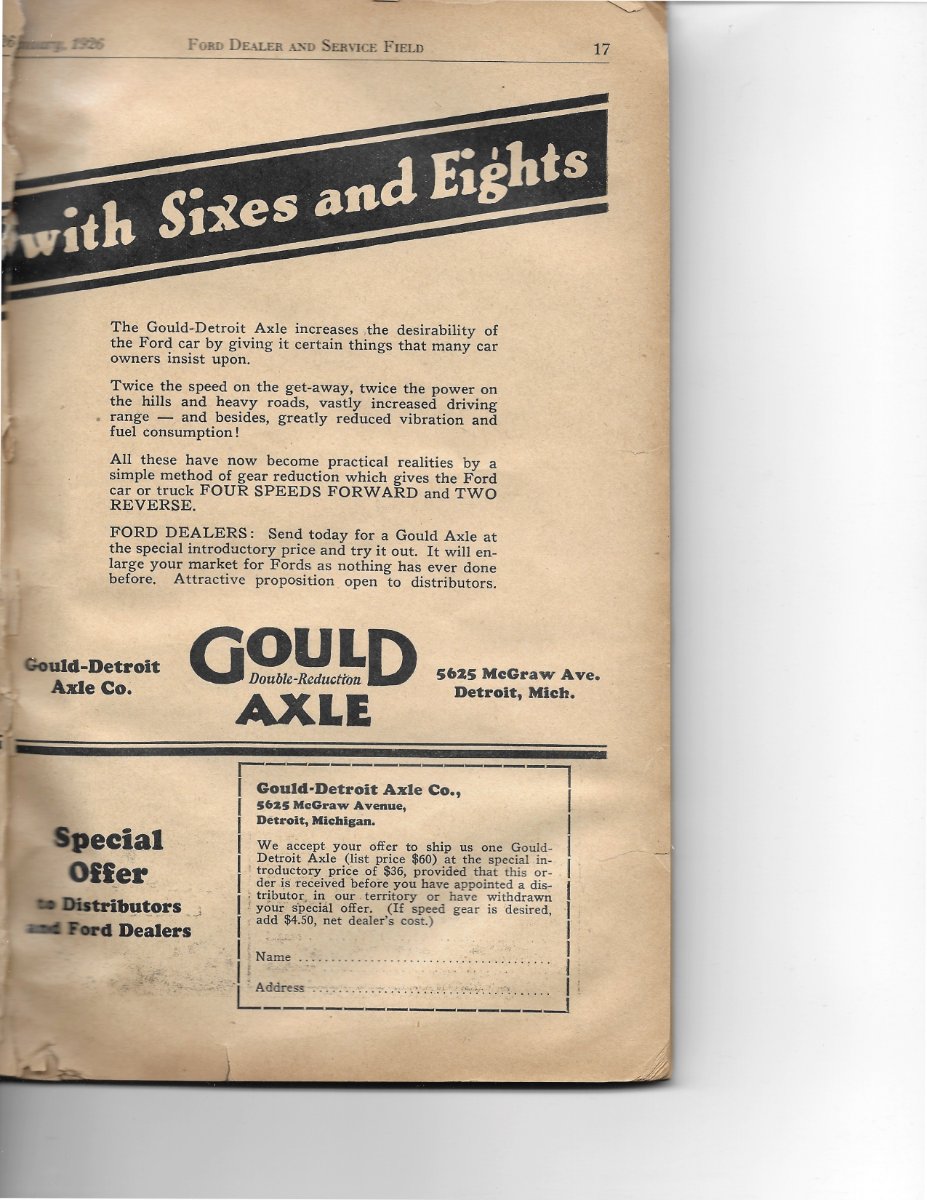 January, 1926 FORD DEALER AND SERVICE FIELD 17
with Sixes and Eights
The Gould-Detroit Axle increases the desirability of
the Ford car by giving it certain things that many car
owners insist upon.
Twice the speed on the get-away, twice the power on
the hills and heavy roads, vastly increased driving
range — and besides, greatly reduced vibration and
fuel consumption!
All these have now become practical realities by a
simple method of gear reduction which gives the Ford
car or truck FOUR SPEEDS FORWARD and TWO
REVERSE.
FORD DEALERS: Send today for a Gould Axle at
the special introductory price and try it out. It will en-
large your market for Fords as nothing has ever done
before. Attractive proposition open to distributors.
Gould-Detroit
Axle Co.
GOULD
Double-Reduction
AXLE
5625 McGraw Ave.
Detroit, Mich.
Special
Offer
to Distributors
and Ford Dealers
Gould-Detroit Axle Co.,
5625 McGraw Avenue,
Detroit, Michigan.
We accept your offer to ship us one Gould-
Detroit Axle (list price $60) at the special in-
troductory price of $36, provided that this or-
der is received before you have appointed a dis-
tributor in our territory or have withdrawn
your special offer. (If speed gear is desired,
add $4.50, net dealer's cost.)
Name
Address